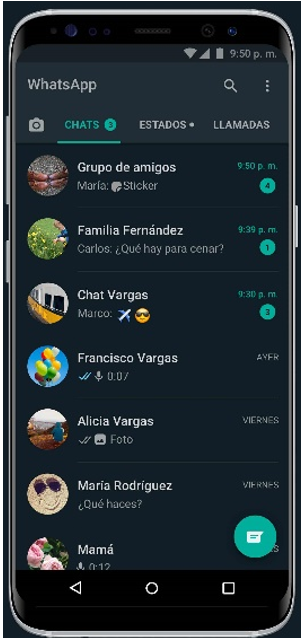 9:50 p. m.
WhatsApp
CHATS 3 ESTADOS LLAMADAS
Grupo de amigos 9:50 p. m.
María: Sticker 4
Familia Fernández 9:39 p. m.
Carlos: ¿Qué hay para cenar? 1
Chat Vargas 9:30 p. m.
Marco: ✈️ 😎 3
Francisco Vargas AYER
0:07
Alicia Vargas VIERNES
Foto
María Rodríguez VIERNES
¿Qué haces?
Mamá
0:12